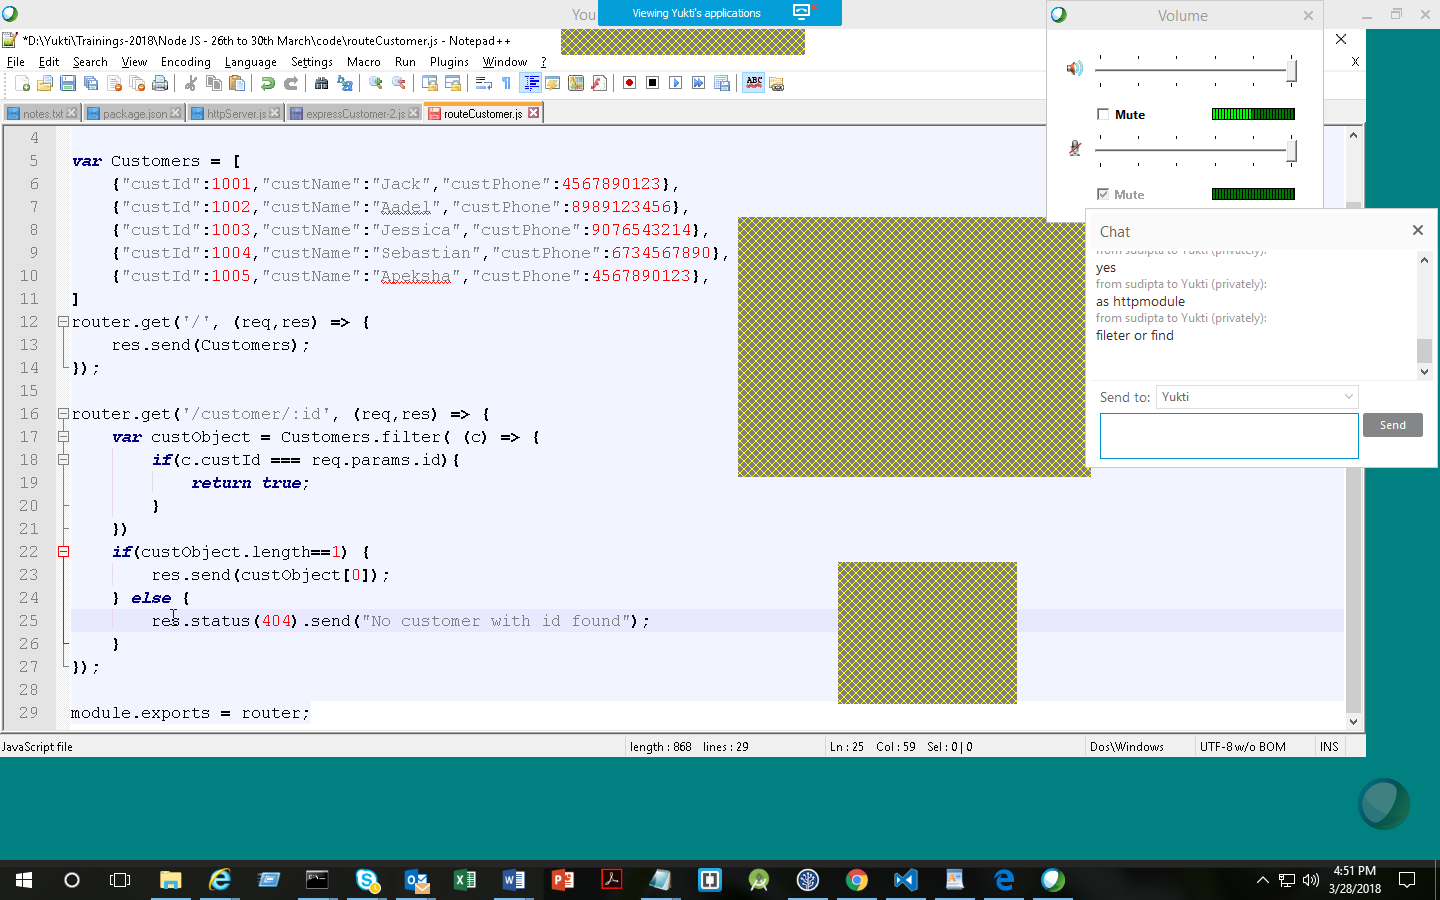 You
Viewing Yukti's applications
*D:\Yukti\Trainings-2018\Node JS - 26th to 30th March\code\routeCustomer.js - Notepad++
File Edit Search View Encoding Language Settings Macro Run Plugins Window ? X
notes.txt package.json httpServer.js expressCustomer-2.js routeCustomer.js
4
5 var Customers = [
6 {"custId":1001,"custName":"Jack","custPhone":4567890123},
7 {"custId":1002,"custName":"Aadel","custPhone":8989123456},
8 {"custId":1003,"custName":"Jessica","custPhone":9076543214},
9 {"custId":1004,"custName":"Sebastian","custPhone":6734567890},
10 {"custId":1005,"custName":"Apeksha","custPhone":4567890123},
11 ]
12 router.get('/', (req,res) => {
13 res.send(Customers);
14 });
15
16 router.get('/customer/:id', (req,res) => {
17 var custObject = Customers.filter( (c) => {
18 if(c.custId === req.params.id){
19 return true;
20 }
21 })
22 if(custObject.length==1) {
23 res.send(custObject[0]);
24 } else {
25 res.status(404).send("No customer with id found");
26 }
27 });
28
29 module.exports = router;
JavaScript file length : 868 lines : 29 Ln : 25 Col : 59 Sel : 0 | 0 Dos\Windows UTF-8 w/o BOM INS
Volume
Mute
Mute
Chat
from sudipta to Yukti (privately):
yes
from sudipta to Yukti (privately):
as httpmodule
from sudipta to Yukti (privately):
fileter or find
Send to: Yukti
Send
4:51 PM
3/28/2018